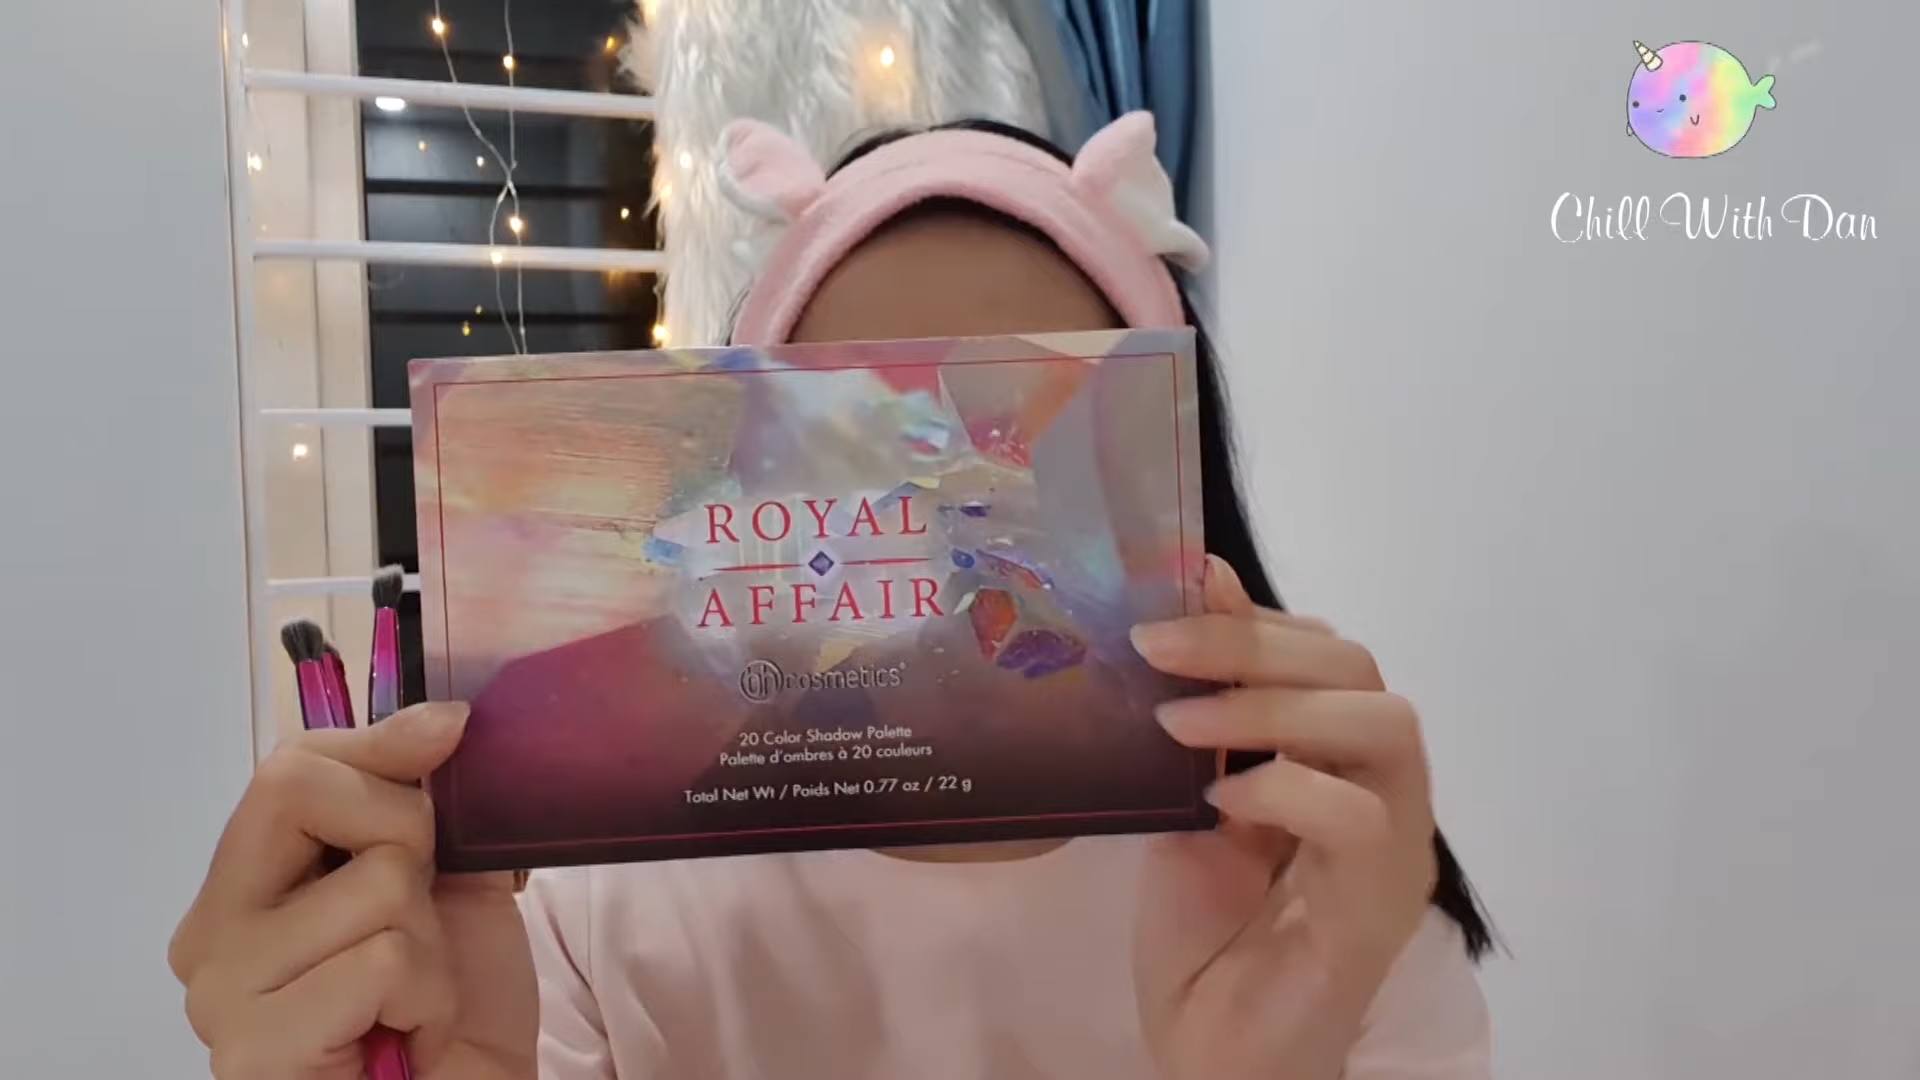 Chill With Dan
ROYAL
AFFAIR
bh cosmetics®
20 Color Shadow Palette
Palette d'ombres à 20 couleurs
Total Net Wt / Poids Net 0.77 oz / 22 g